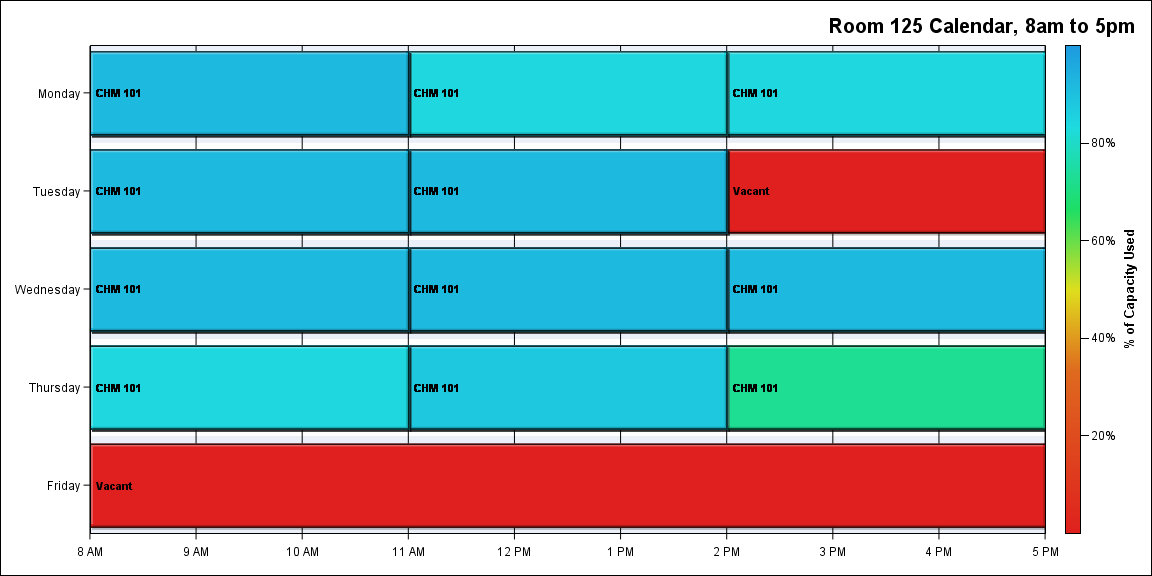 Room 125 Calendar, 8am to 5pm
Monday
CHM 101
CHM 101
CHM 101
80%
Tuesday
CHM 101
CHM 101
Vacant
60%
% of Capacity Used
Wednesday
CHM 101
CHM 101
CHM 101
40%
Thursday
CHM 101
CHM 101
CHM 101
20%
Friday
Vacant
8 AM
9 AM
10 AM
11 AM
12 PM
1 PM
2 PM
3 PM
4 PM
5 PM